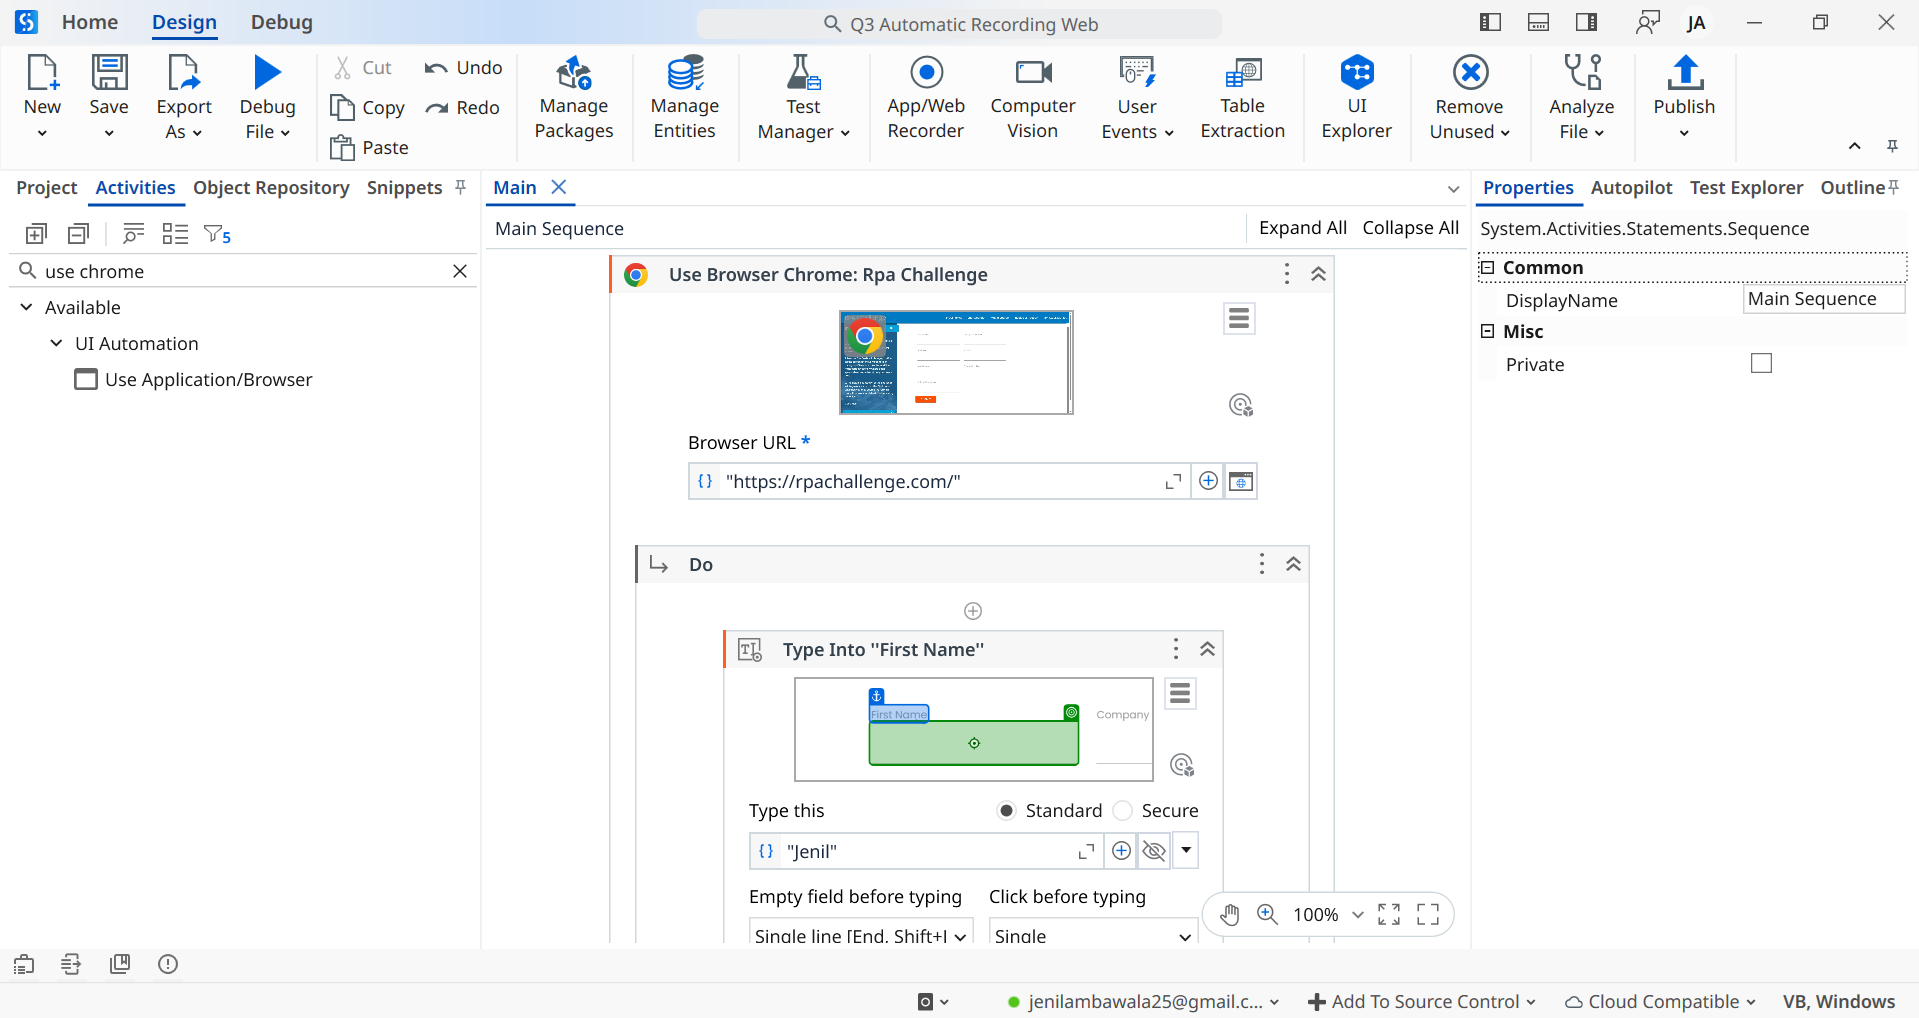 Home Design Debug
Q3 Automatic Recording Web
JA
New
Save
Export As
Debug File
Cut
Copy
Paste
Undo
Redo
Manage Packages
Manage Entities
Test Manager
App/Web Recorder
Computer Vision
User Events
Table Extraction
UI Explorer
Remove Unused
Analyze File
Publish
Project Activities Object Repository Snippets
5
use chrome
Available
UI Automation
Use Application/Browser
Main
Main Sequence
Expand All Collapse All
Use Browser Chrome: Rpa Challenge
Browser URL *
{} "https://rpachallenge.com/"
Do
TI
Type Into "First Name"
First Name
Company
Type this
Standard Secure
{} "Jenil"
Empty field before typing
Click before typing
Single line [End, Shift+
Single
100%
Properties Autopilot Test Explorer Outline
System.Activities.Statements.Sequence
Common
DisplayName
Main Sequence
Misc
Private
jenilambawala25@gmail.c...
Add To Source Control
Cloud Compatible
VB, Windows